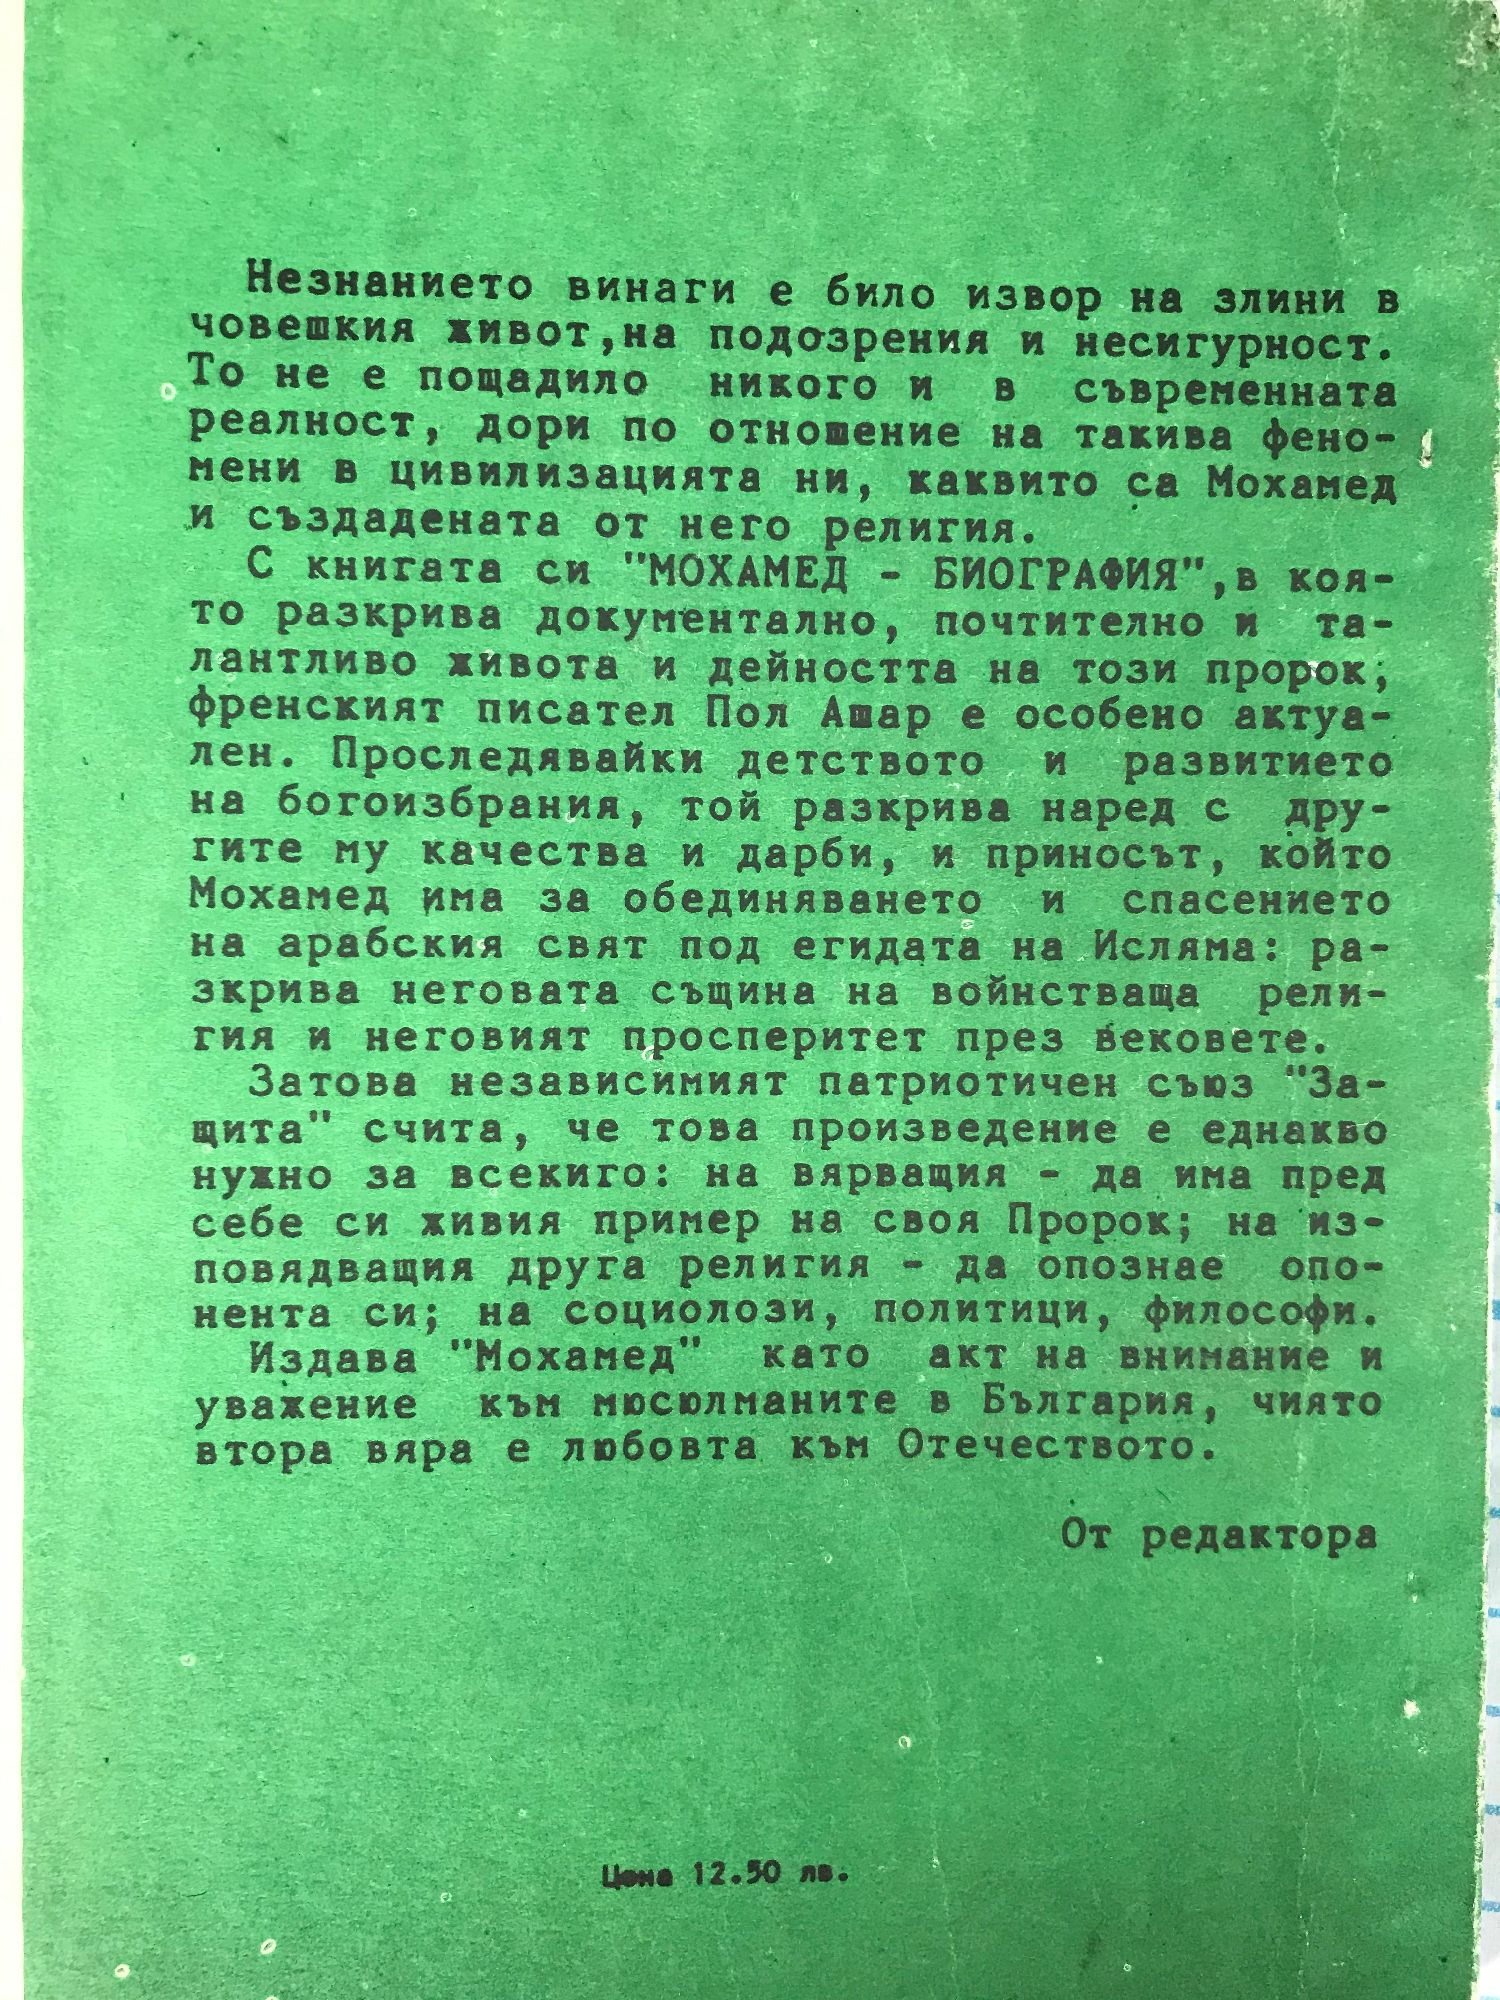 Незнанието винаги е било извор на злини в
човешкия живот,на подозрения и несигурност.
То не е пощадило никого и в съвременната
реалност, дори по отношение на такива фено-
мени в цивилизацията ни, каквито са Мохамед
и създадената от него религия.
С книгата си "МОХАМЕД - БИОГРАФИЯ",в коя-
то разкрива документално, почтително и та-
лантливо живота и дейността на този пророк;
френският писател Пол Ашар е особено актуа-
лен. Проследявайки детството и развитието
на богоизбрания, той разкрива наред с дру-
гите му качества и дарби, и приносът, който
Мохамед има за обединяването и спасението
на арабския свят под егидата на Исляма: ра-
зкрива неговата същина на войнстваща рели-
гия и неговият просперитет през вековете.
Затова независимият патриотичен съюз "За-
щита" счита, че това произведение е еднакво
нужно за всекиго: на вярващия - да има пред
себе си живия пример на своя Пророк; на из-
повядващия друга религия - да опознае опо-
нента си; на социолози, политици, философи.
Издава "Мохамед" като акт на внимание и
уважение към мюсюлманите в България, чиято
втора вяра е любовта към Отечеството.
От редактора
Цена 12.50 лв.